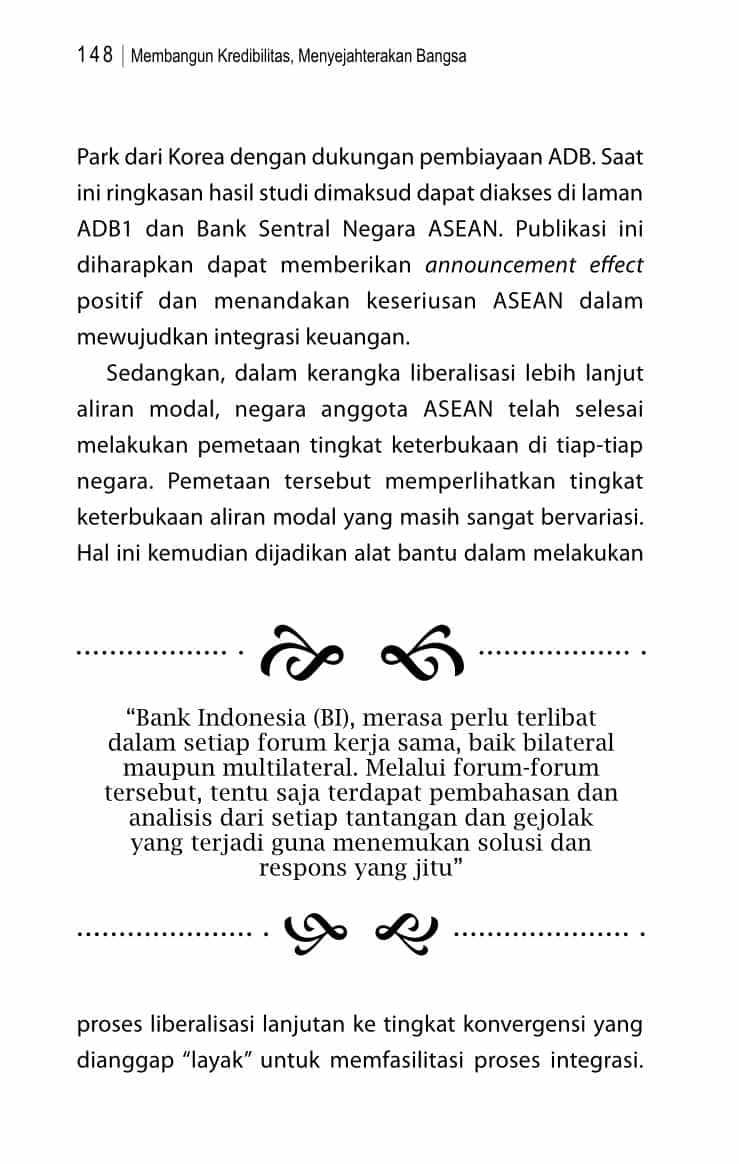 148 | Membangun Kredibilitas, Menyejahterakan Bangsa
Park dari Korea dengan dukungan pembiayaan ADB. Saat
ini ringkasan hasil studi dimaksud dapat diakses di laman
ADB1 dan Bank Sentral Negara ASEAN. Publikasi ini
diharapkan dapat memberikan announcement effect
positif dan menandakan keseriusan ASEAN dalam
mewujudkan integrasi keuangan.
Sedangkan, dalam kerangka liberalisasi lebih lanjut
aliran modal, negara anggota ASEAN telah selesai
melakukan pemetaan tingkat keterbukaan di tiap-tiap
negara. Pemetaan tersebut memperlihatkan tingkat
keterbukaan aliran modal yang masih sangat bervariasi.
Hal ini kemudian dijadikan alat bantu dalam melakukan
“Bank Indonesia (BI), merasa perlu terlibat
dalam setiap forum kerja sama, baik bilateral
maupun multilateral. Melalui forum-forum
tersebut, tentu saja terdapat pembahasan dan
analisis dari setiap tantangan dan gejolak
yang terjadi guna menemukan solusi dan
respons yang jitu”
proses liberalisasi lanjutan ke tingkat konvergensi yang
dianggap “layak” untuk memfasilitasi proses integrasi.